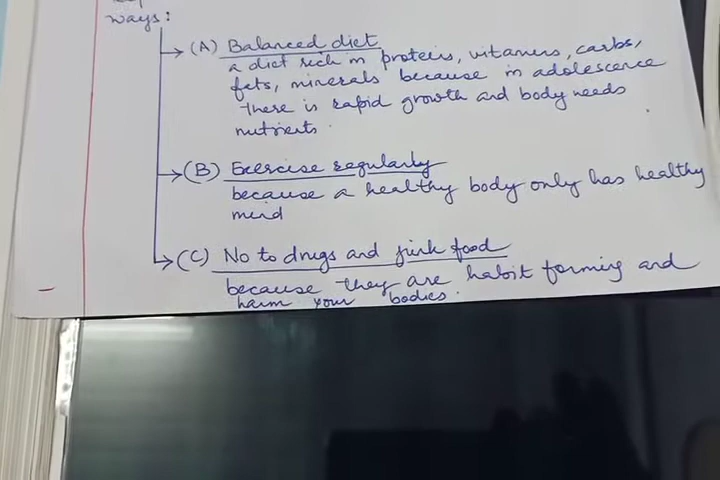 ways:
(A) Balanced diet
a diet rich in proteins, vitamins, carbs,
fats, minerals because in adolescence
there is rapid growth and body needs
nutrients.
(B) Exercise regularly
because a healthy body only has healthy
mind
(C) No to drugs and junk food
because they are habit forming and
harm your bodies.